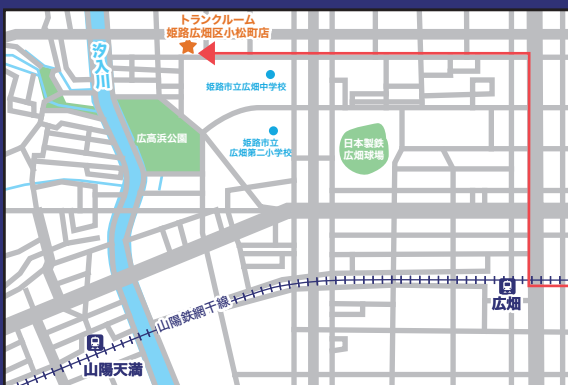 トランクルーム
姫路広畑区小松町店
汐入川
姫路市立広畑中学校
広高浜公園
姫路市立
広畑第二小学校
日本製鉄
広畑球場
広畑
山陽鉄網干線
山陽天満